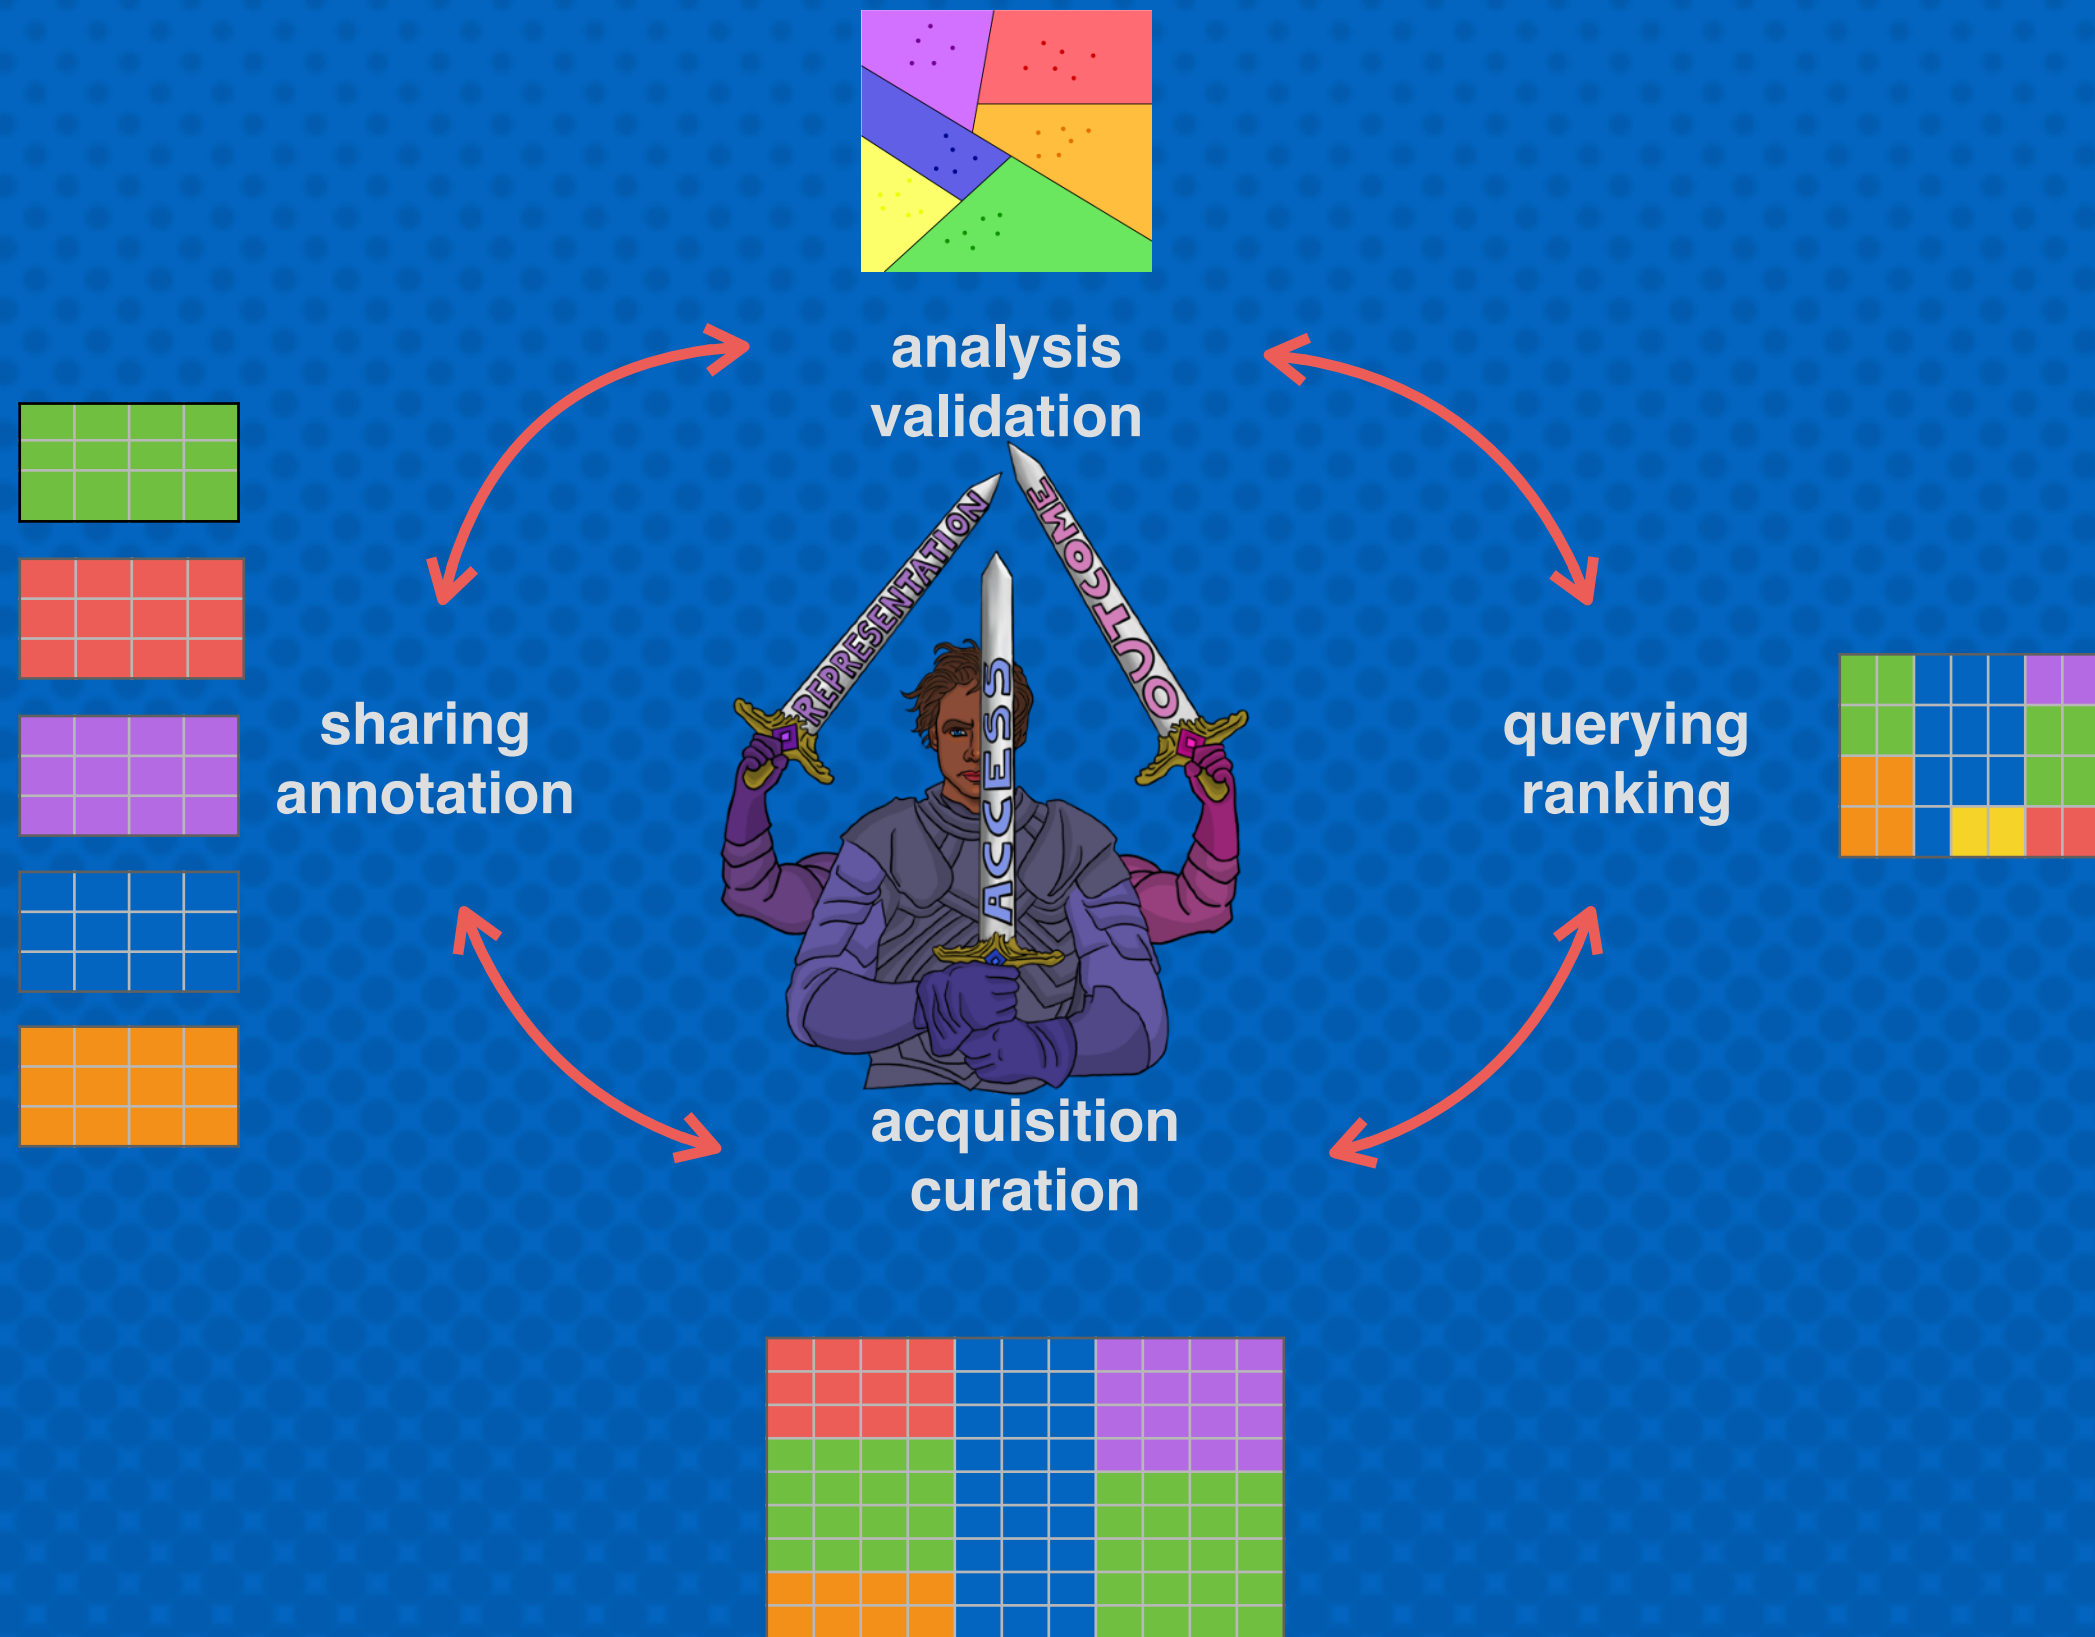 analysis
validation
REPRESENTATION
OUTCOME
ACCESS
sharing
annotation
querying
ranking
acquisition
curation